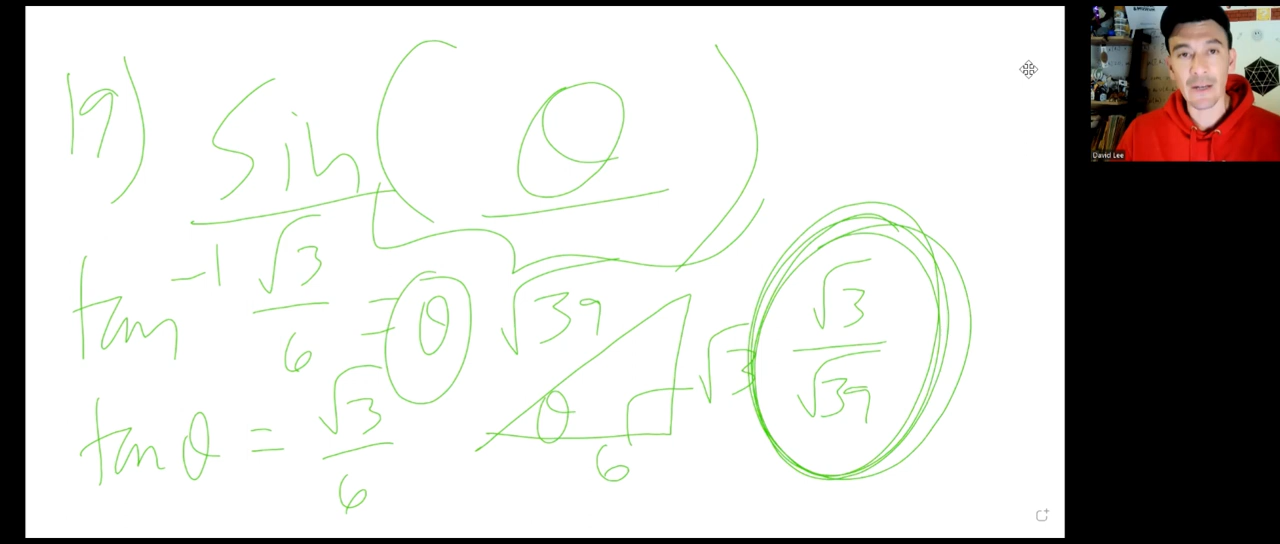 19) sin(θ)
tan⁻¹ √3/6 = θ
tan θ = √3/6
√39
θ
6
√3
√3/√39
David Lee